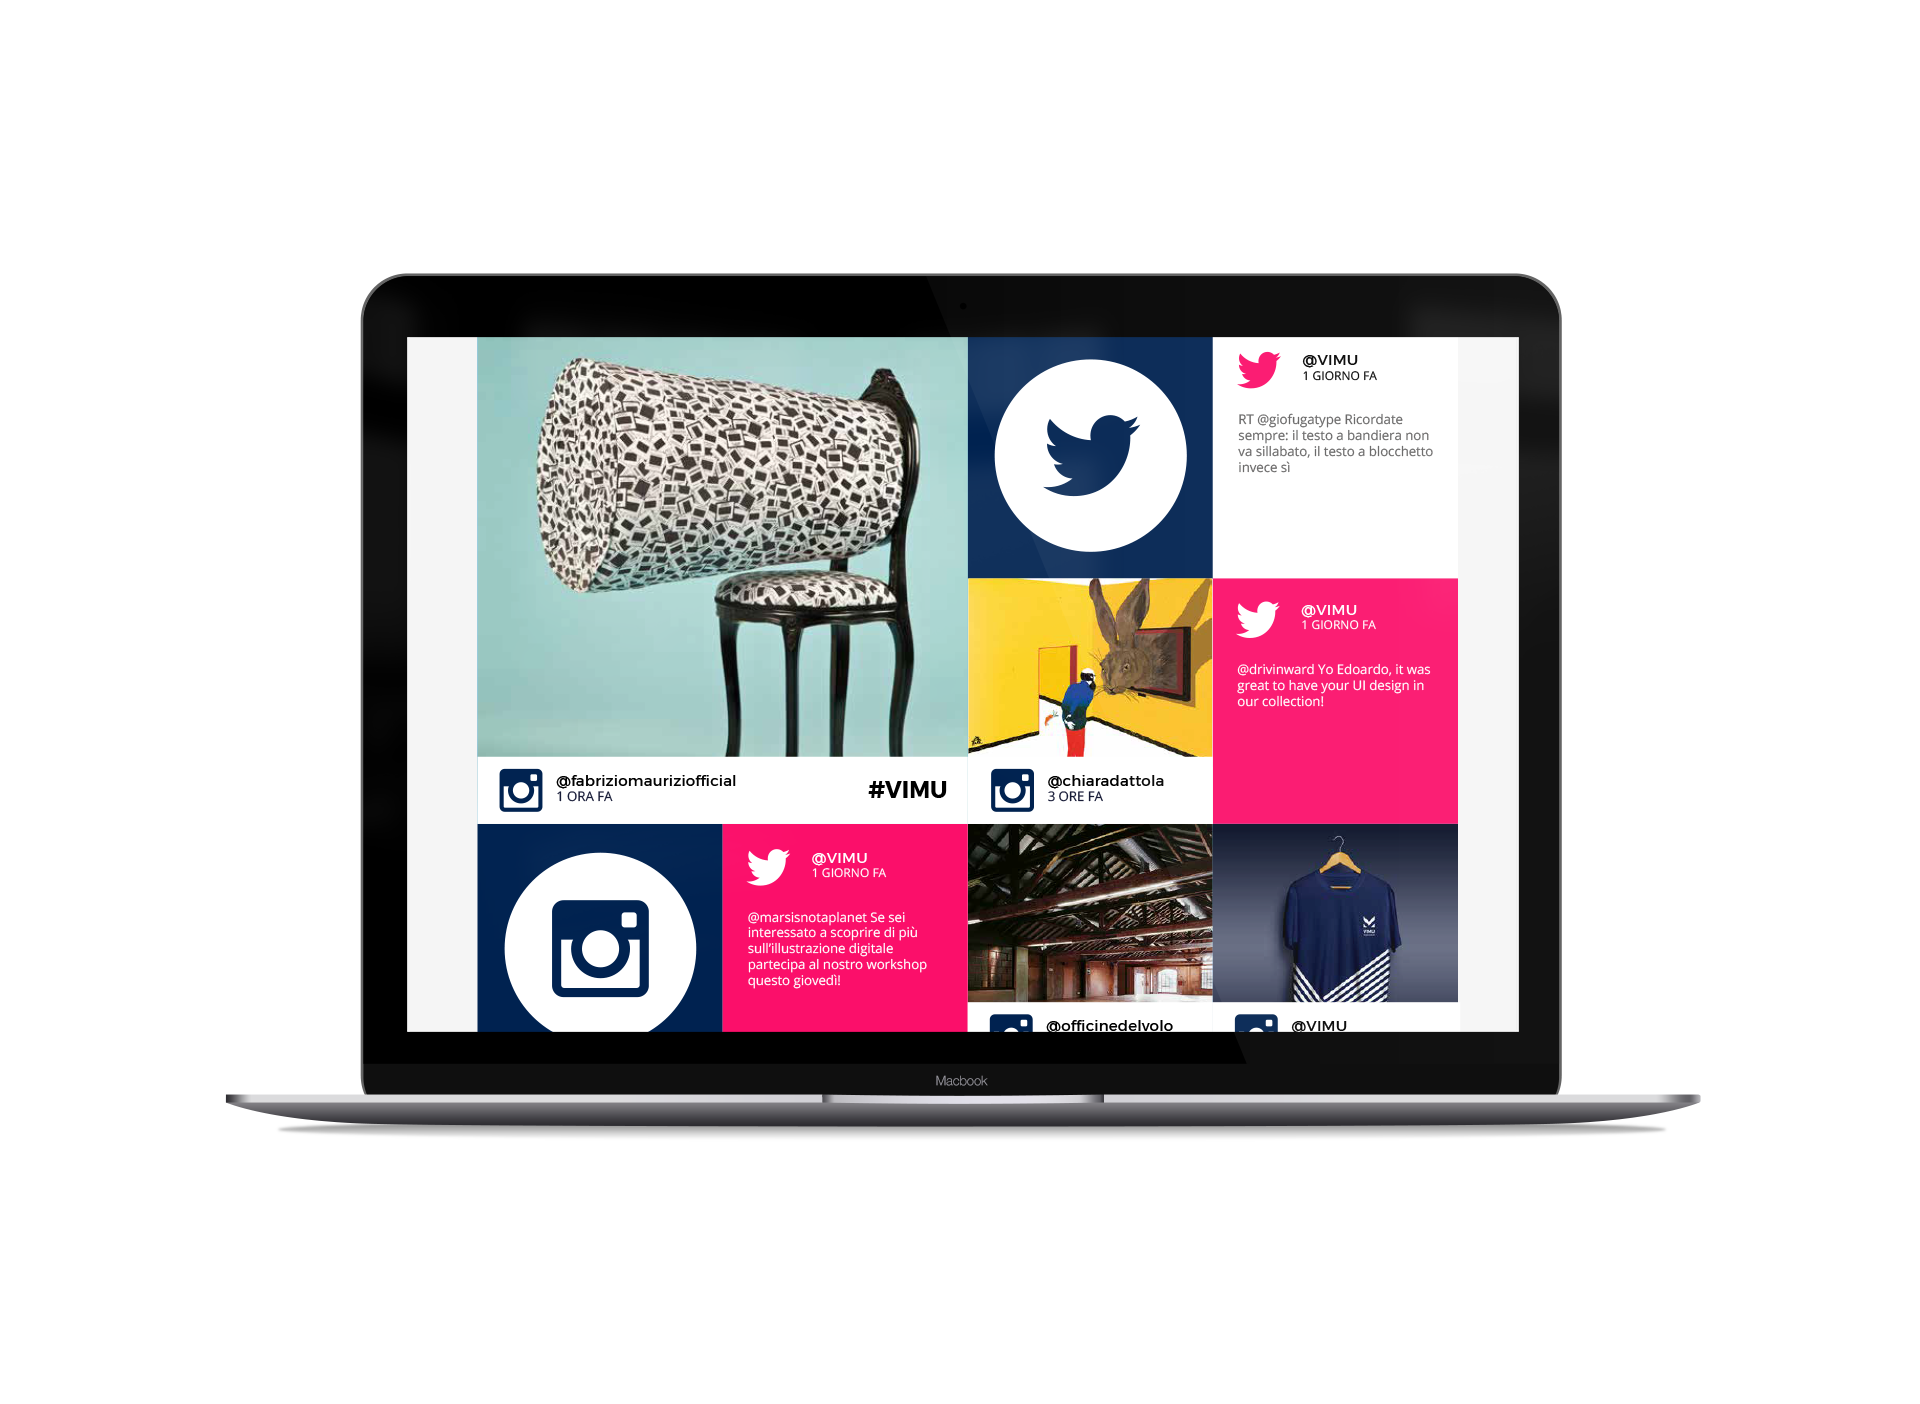 @VIMU
1 GIORNO FA
RT @giofugatype Ricordate
sempre: il testo a bandiera non
va sillabato, il testo a blocchetto
invece sì
@VIMU
1 GIORNO FA
@drivinward Yo Edoardo, it was
great to have your UI design in
our collection!
@fabriziomauriziofficial
1 ORA FA
#VIMU
@chiaradattola
3 ORE FA
@VIMU
1 GIORNO FA
@marsisnotaplanet Se sei
interessato a scoprire di più
sull'illustrazione digitale
partecipa al nostro workshop
questo giovedì!
VIMU
@officinedelvolo
@VIMU
Macbook